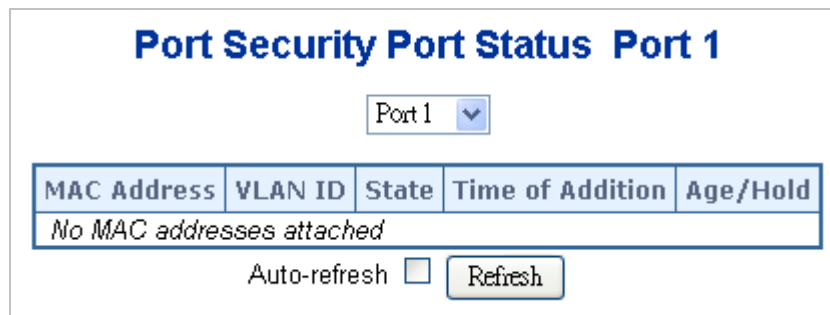 Port Security Port Status Port 1
Port 1
MAC Address VLAN ID State Time of Addition Age/Hold
No MAC addresses attached
Auto-refresh Refresh